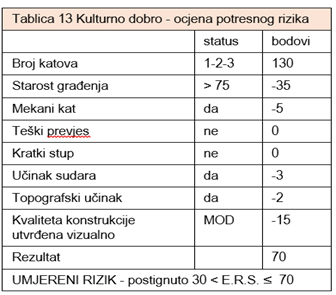 Tablica 13 Kulturno dobro - ocjena potresnog rizika
status bodovi
Broj katova 1-2-3 130
Starost građenja > 75 -35
Mekani kat da -5
Teški prevjes ne 0
Kratki stup ne 0
Učinak sudara da -3
Topografski učinak da -2
Kvaliteta konstrukcije MOD -15
utvrđena vizualno
Rezultat 70
UMJERENI RIZIK - postignuto 30 < E.R.S. ≤ 70